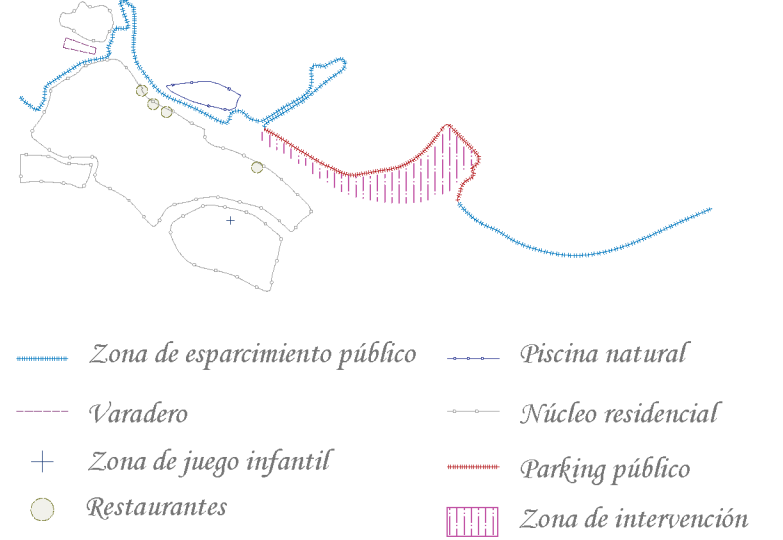 Zona de esparcimiento público
Piscina natural
Varadero
Núcleo residencial
Zona de juego infantil
Parking público
Restaurantes
Zona de intervención